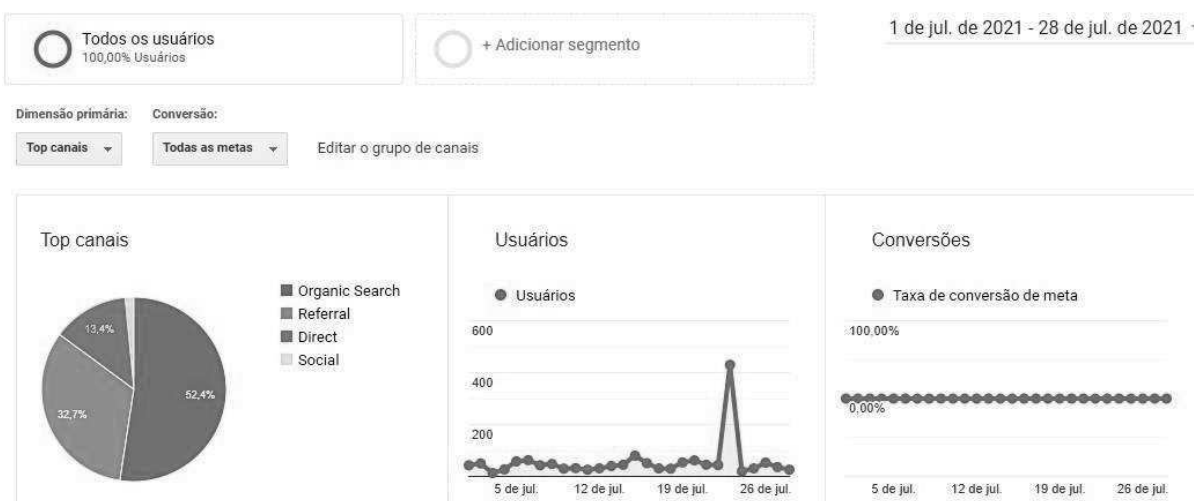 Todos os usuários
100,00% Usuários
+ Adicionar segmento
1 de jul. de 2021 - 28 de jul. de 2021
Dimensão primária:
Conversão:
Top canais
Todas as metas
Editar o grupo de canais
Top canais
Organic Search
Referral
Direct
Social
13,4%
52,4%
32,7%
Usuários
Usuários
600
400
200
5 de jul.
12 de jul.
19 de jul.
26 de jul.
Conversões
Taxa de conversão de meta
100,00%
0,00%
5 de jul.
12 de jul.
19 de jul.
26 de jul.